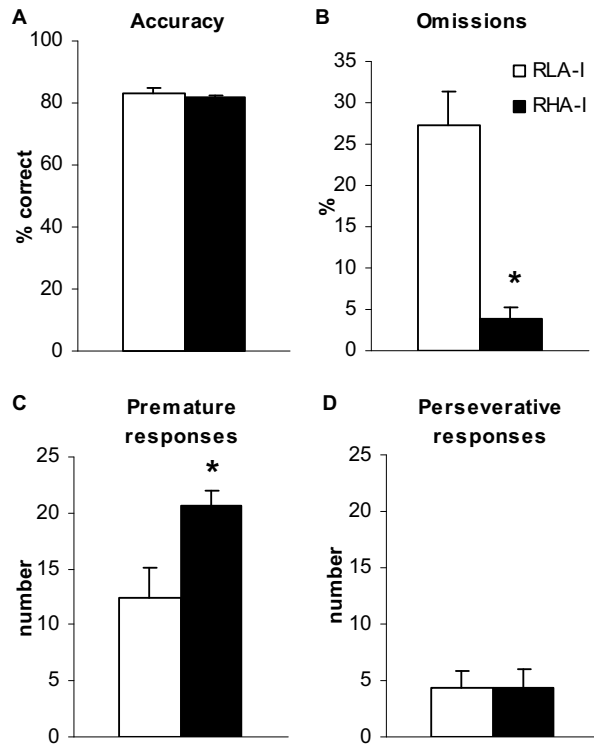 A
Accuracy
% correct
100
80
60
40
20
0
B
Omissions
RLA-I
RHA-I
%
35
30
25
20
15
10
5
0
*
C
Premature
responses
number
25
20
15
10
5
0
*
D
Perseverative
responses
number
25
20
15
10
5
0